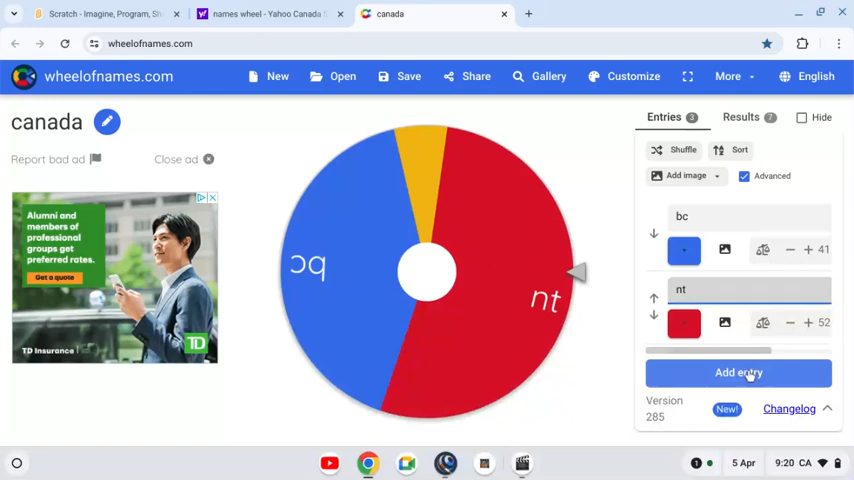 Scratch - Imagine, Program, Sh
names wheel - Yahoo Canada S
canada
wheelofnames.com
wheelofnames.com
New
Open
Save
Share
Gallery
Customize
More
English
canada
Report bad ad
Close ad
Alumni and
members of
professional
groups get
preferred rates.
Get a quote
TD Insurance
TD
bc
nt
Entries 3
Results 7
Hide
Shuffle
Sort
Add image
Advanced
bc
41
nt
52
Add entry
Version
285
New!
Changelog
1
5 Apr
9:20 CA